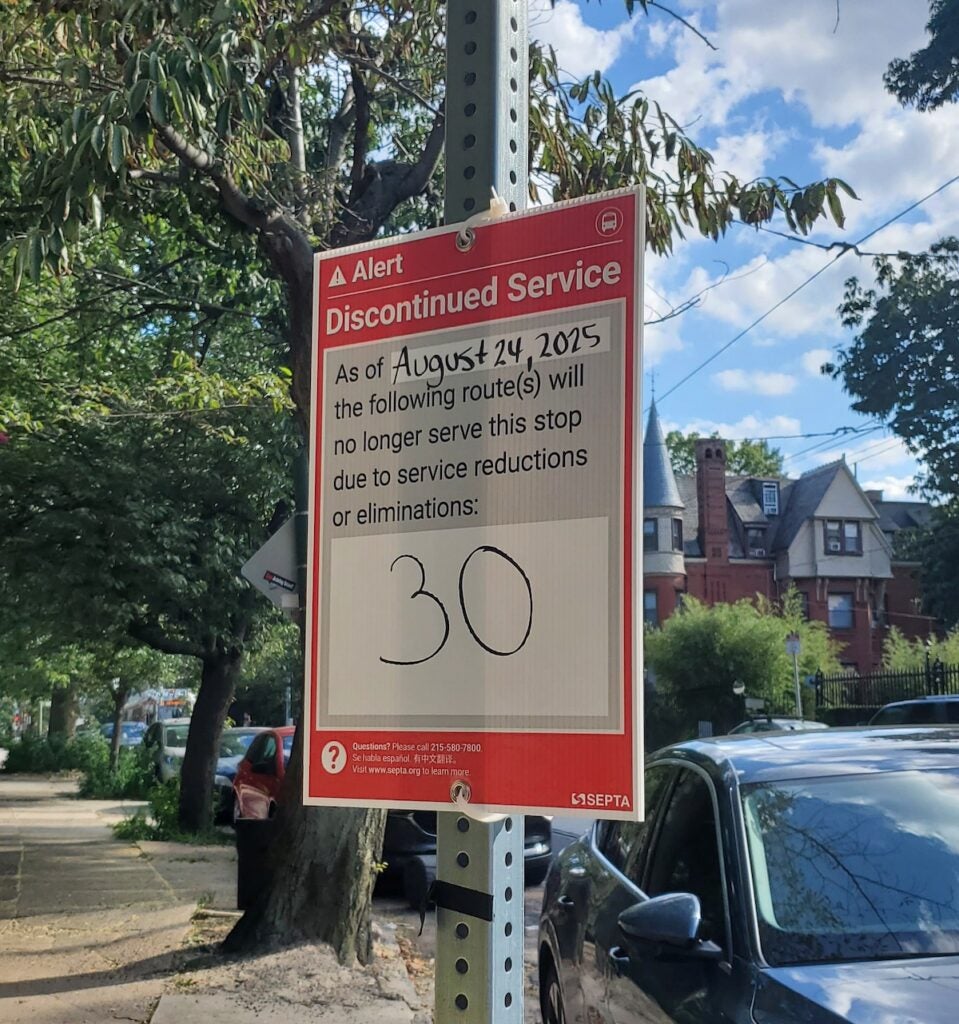 Alert
Discontinued Service
As of August 24, 2025
the following route(s) will
no longer serve this stop
due to service reductions
or eliminations:
30
? Questions? Please call 215-580-7800.
Se habla español. 有中文翻译。
Visit www.septa.org to learn more
SEPTA